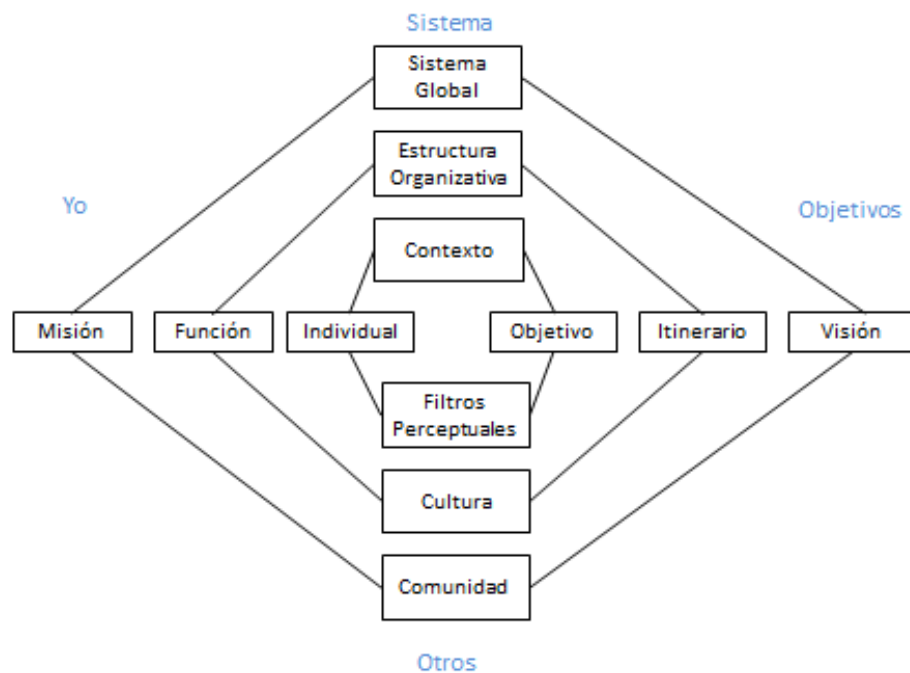 Sistema
Sistema
Global
Estructura
Organizativa
Yo
Objetivos
Contexto
Misión
Función
Individual
Objetivo
Itinerario
Visión
Filtros
Perceptuales
Cultura
Comunidad
Otros